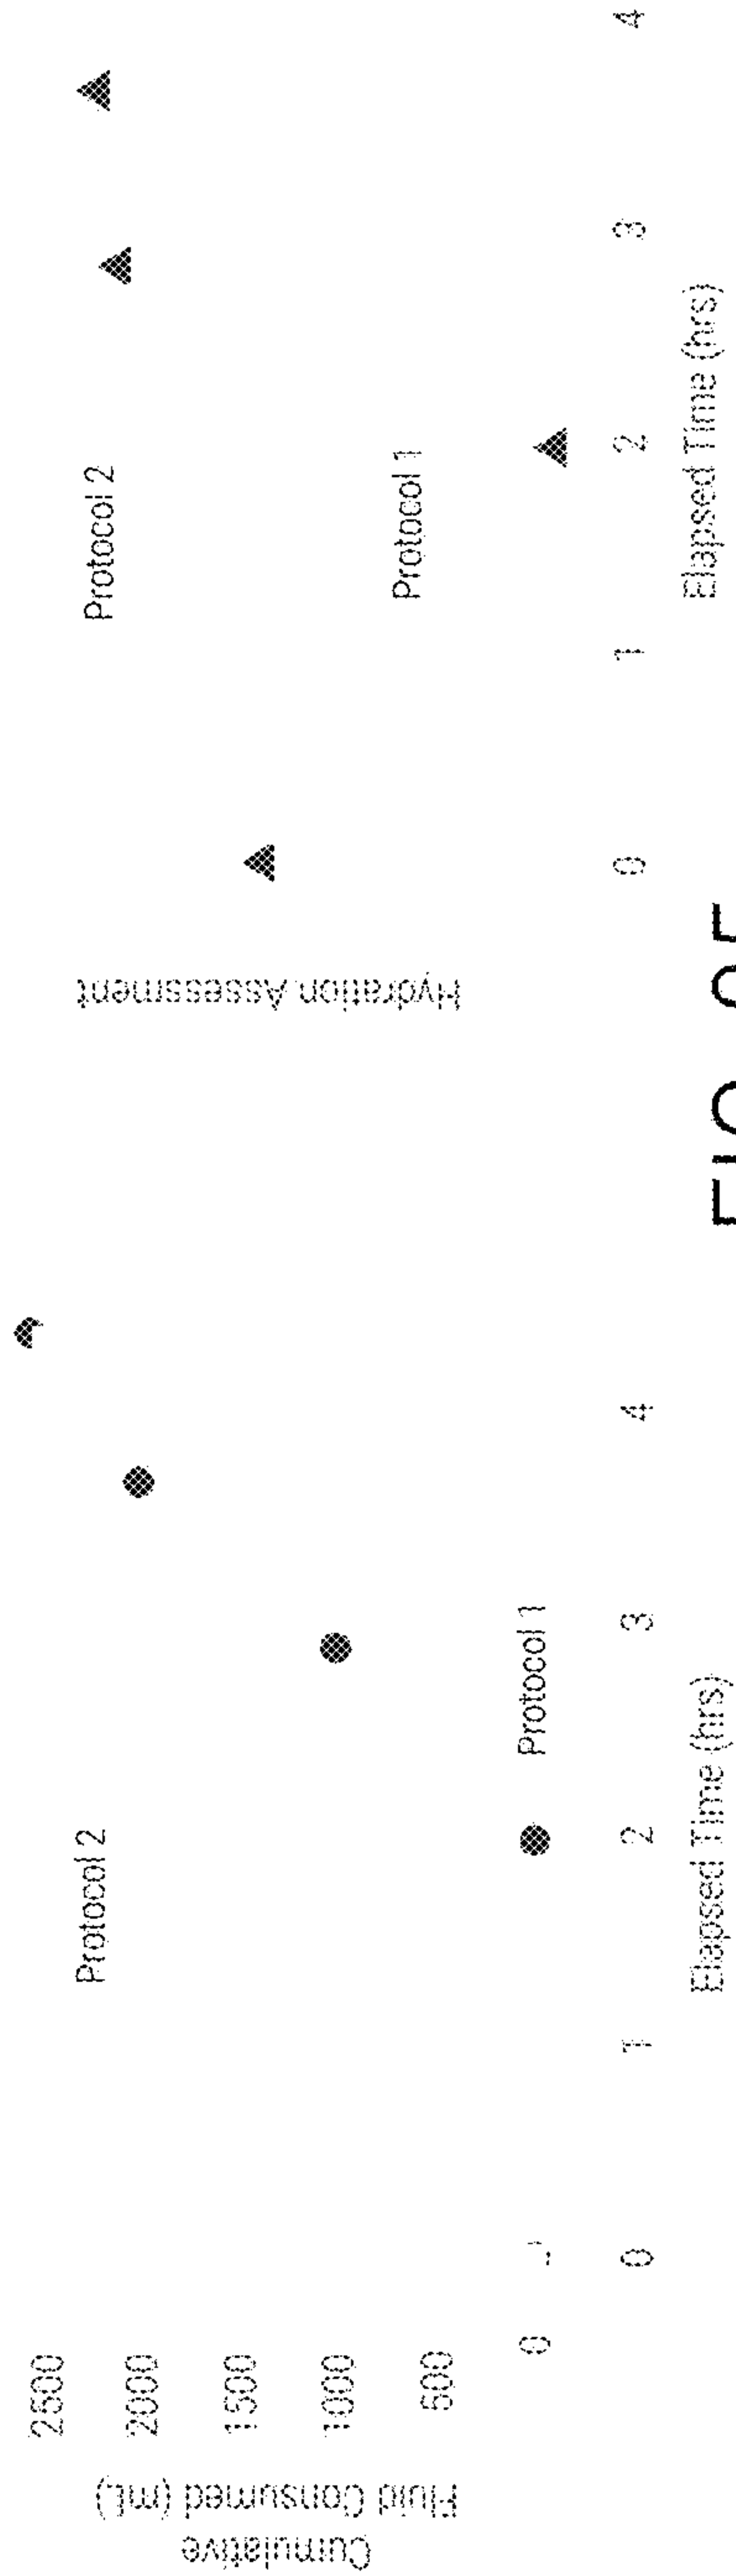 Cumulative
Fluid Consumed (mL)
2500
2000
1500
1000
500
0
Protocol 2
Protocol 1
0 1 2 3 4
Elapsed Time (hrs)
Hydration Assessment
Protocol 2
Protocol 1
0 1 2 3 4
Elapsed Time (hrs)